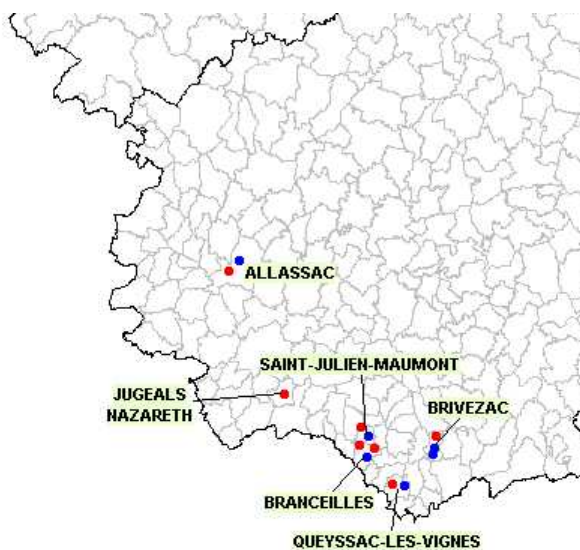 ALLASSAC
SAINT-JULIEN-MAUMONT
JUGEALS
NAZARETH
BRIVEZAC
BRANCEILLES
QUEYSSAC-LES-VIGNES